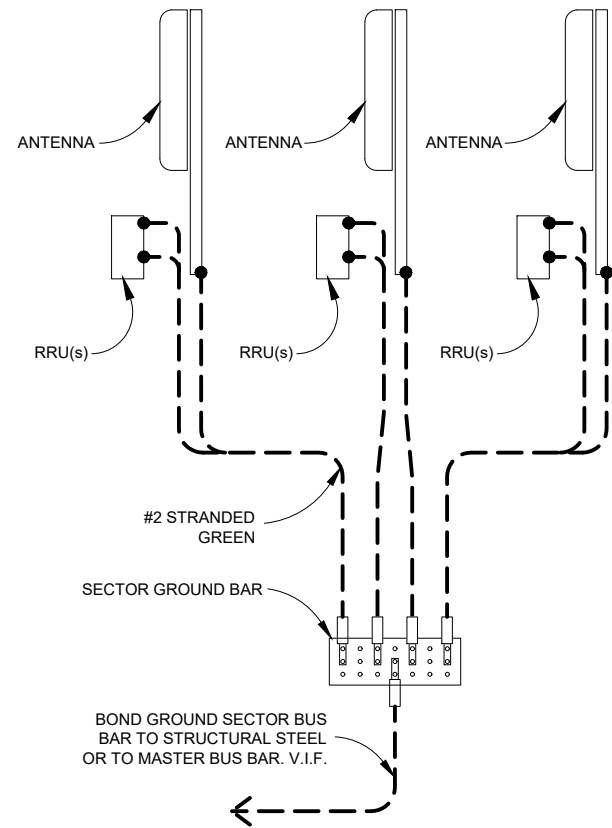 ANTENNA
ANTENNA
ANTENNA
RRU(s)
RRU(s)
RRU(s)
#2 STRANDED
GREEN
SECTOR GROUND BAR
BOND GROUND SECTOR BUS
BAR TO STRUCTURAL STEEL
OR TO MASTER BUS BAR. V.I.F.